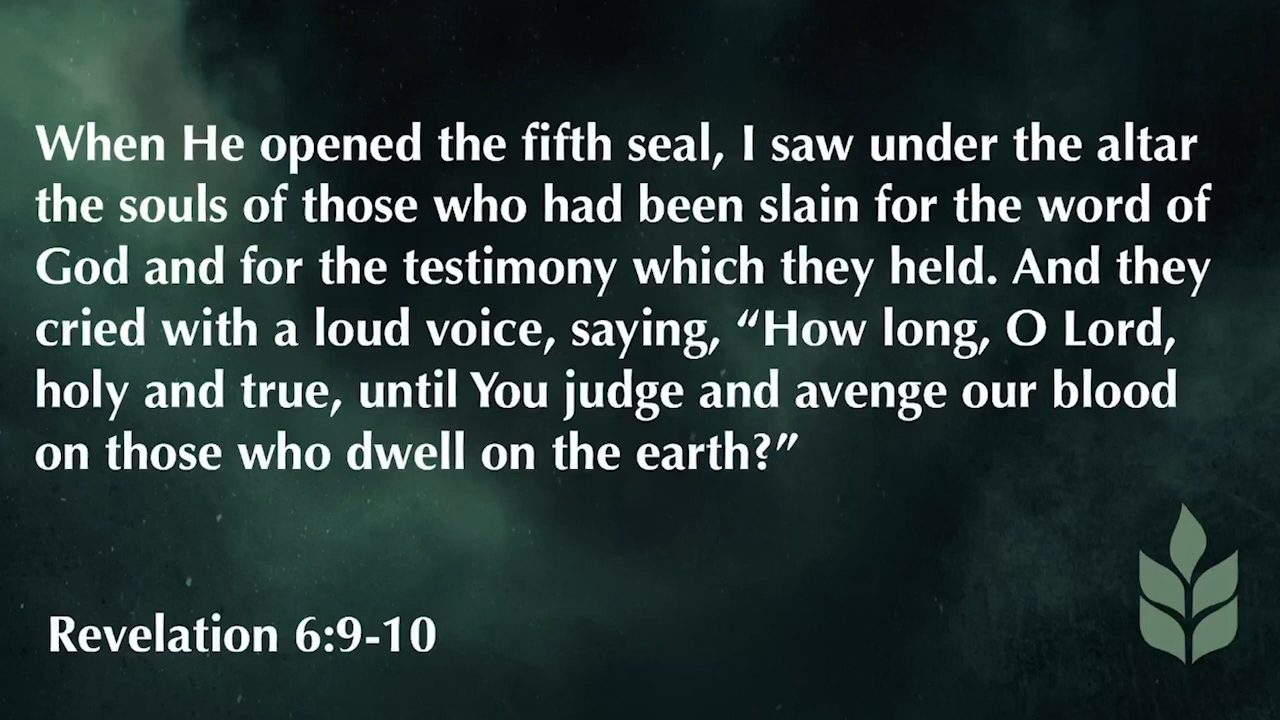 When He opened the fifth seal, I saw under the altar
the souls of those who had been slain for the word of
God and for the testimony which they held. And they
cried with a loud voice, saying, “How long, O Lord,
holy and true, until You judge and avenge our blood
on those who dwell on the earth?”
Revelation 6:9-10